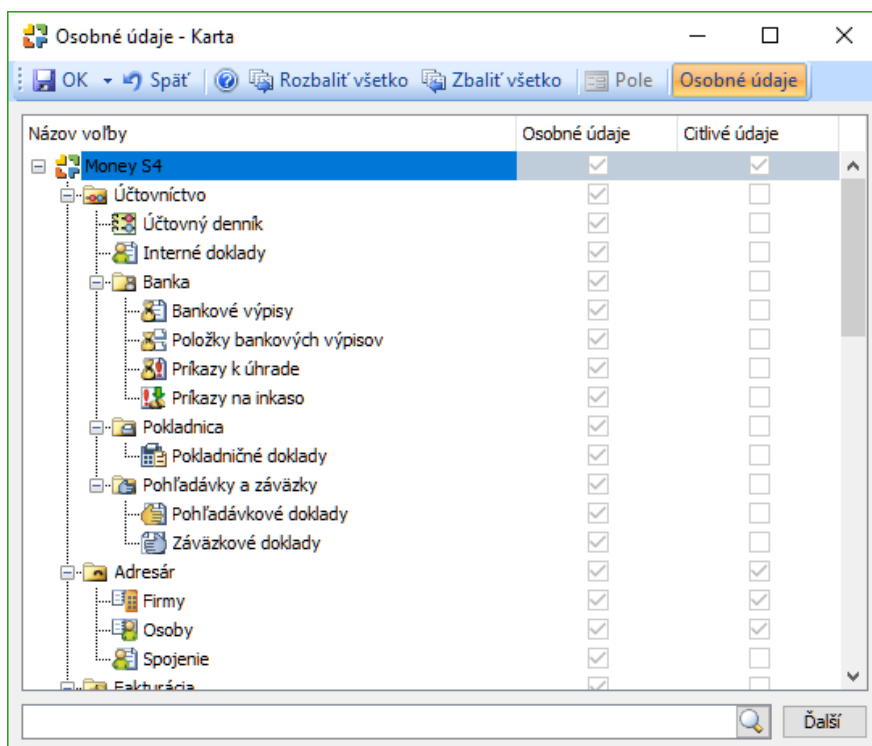 Osobné údaje - Karta
OK Späť Rozbaliť všetko Zbaliť všetko Pole Osobné údaje
Názov voľby Osobné údaje Citlivé údaje
Money S4
Účtovníctvo
Účtovný denník
Interné doklady
Banka
Bankové výpisy
Položky bankových výpisov
Príkazy k úhrade
Príkazy na inkaso
Pokladnica
Pokladničné doklady
Pohľadávky a záväzky
Pohľadávkové doklady
Záväzkové doklady
Adresár
Firmy
Osoby
Spojenie
Fakturácia
Ďalší